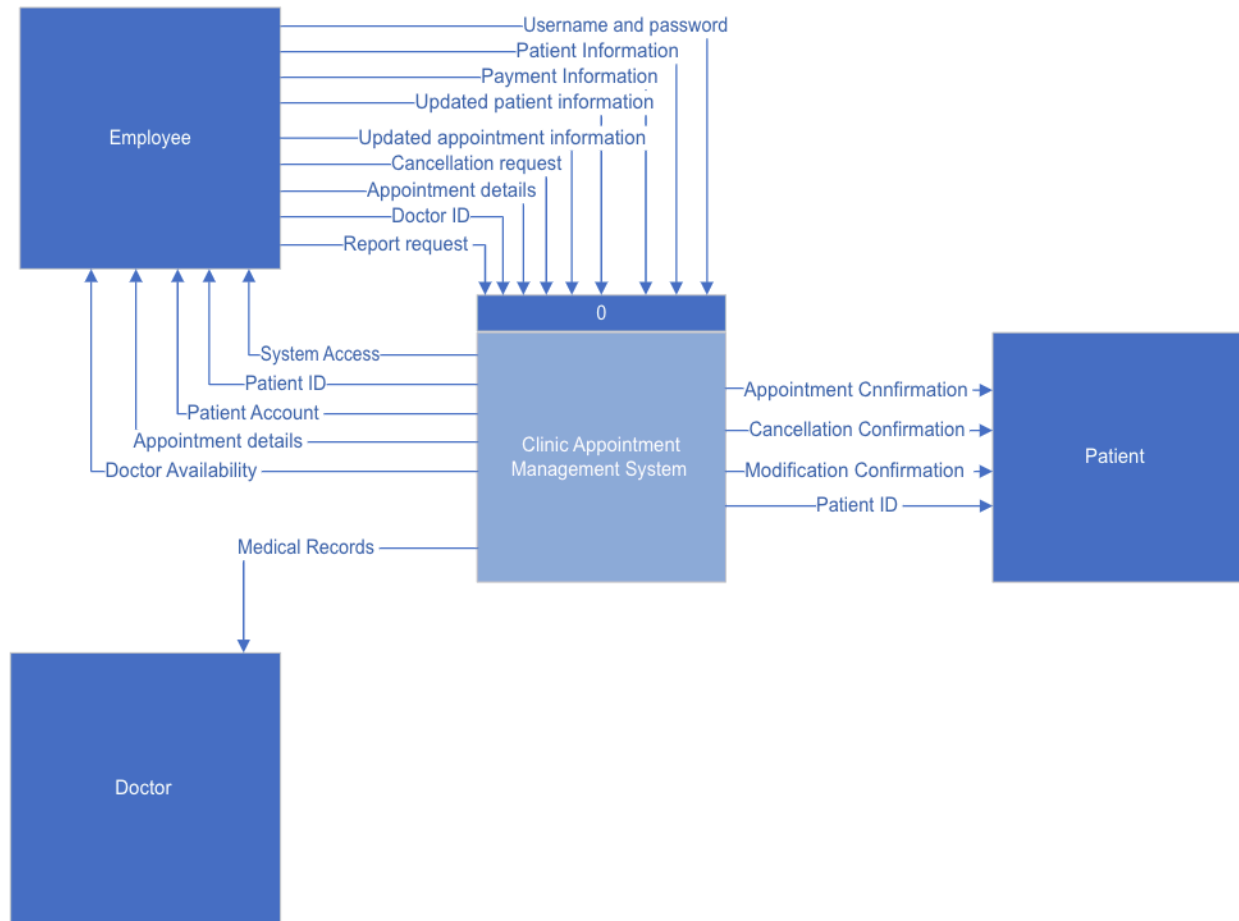 Username and password
Patient Information
Payment Information
Updated patient information
Employee
Updated appointment information
Cancellation request
Appointment details
Doctor ID
Report request
0
System Access
Patient ID
Patient Account
Appointment details
Doctor Availability
Clinic Appointment
Management System
Appointment Cnnfirmation
Cancellation Confirmation
Modification Confirmation
Patient ID
Patient
Medical Records
Doctor